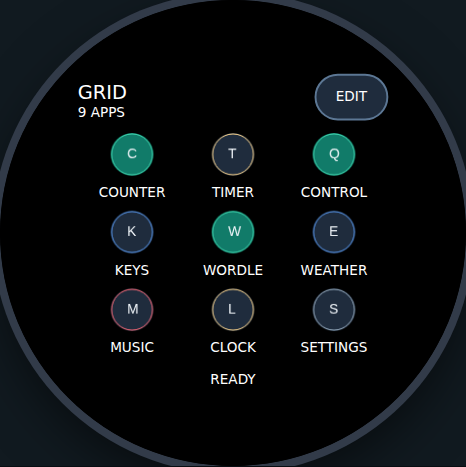 GRID
9 APPS
EDIT
C T Q
COUNTER TIMER CONTROL
K W E
KEYS WORDLE WEATHER
M L S
MUSIC CLOCK SETTINGS
READY